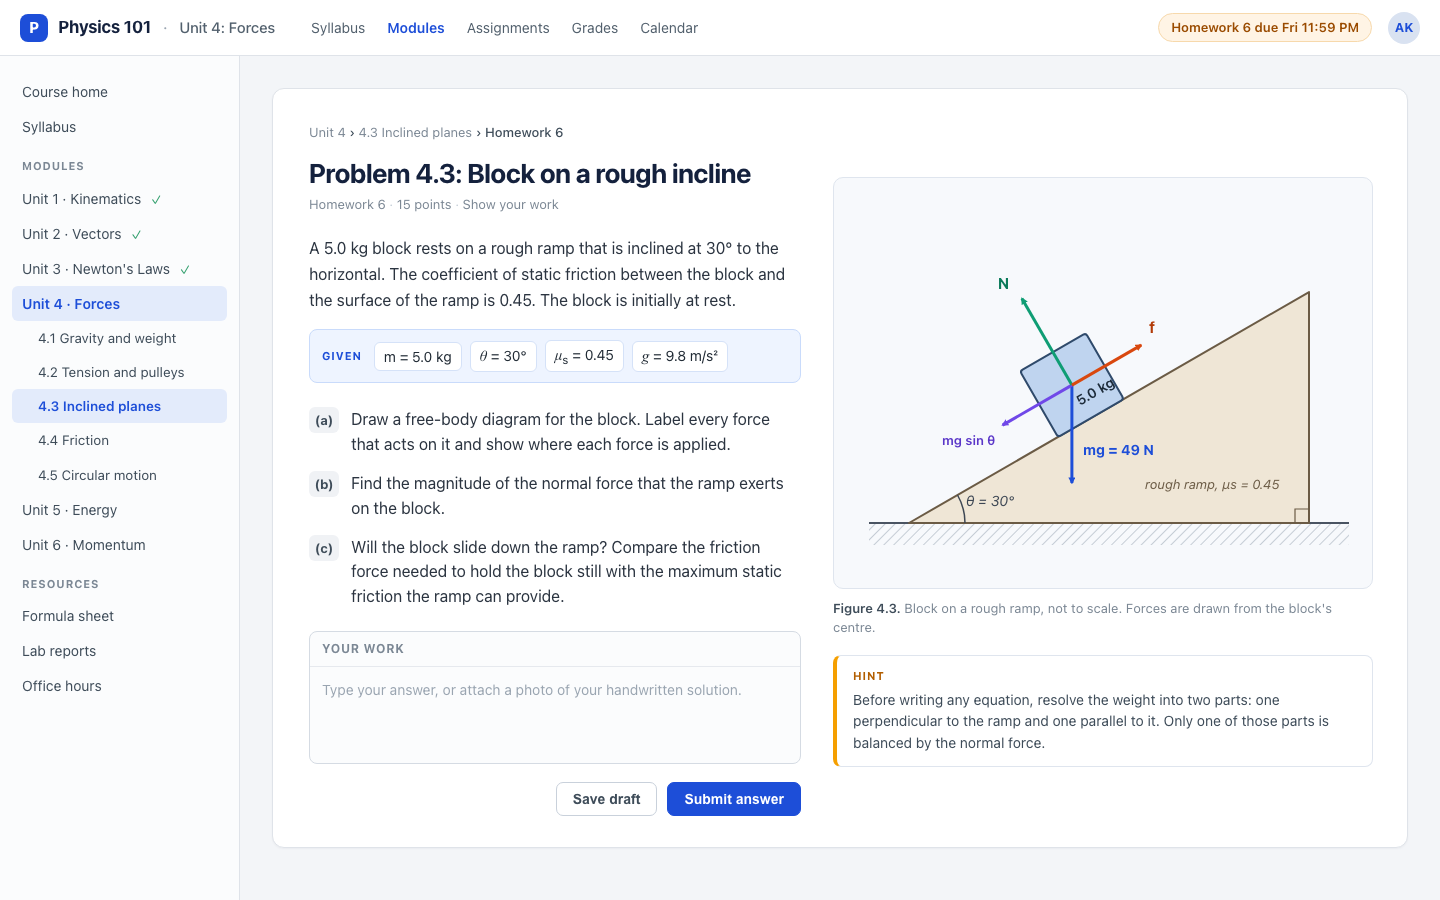 P Physics 101 · Unit 4: Forces Syllabus Modules Assignments Grades Calendar Homework 6 due Fri 11:59 PM AK
Course home
Syllabus
MODULES
Unit 1 · Kinematics ✓
Unit 2 · Vectors ✓
Unit 3 · Newton's Laws ✓
Unit 4 · Forces
4.1 Gravity and weight
4.2 Tension and pulleys
4.3 Inclined planes
4.4 Friction
4.5 Circular motion
Unit 5 · Energy
Unit 6 · Momentum
RESOURCES
Formula sheet
Lab reports
Office hours
Unit 4 › 4.3 Inclined planes › Homework 6
Problem 4.3: Block on a rough incline
Homework 6 · 15 points · Show your work
A 5.0 kg block rests on a rough ramp that is inclined at 30° to the
horizontal. The coefficient of static friction between the block and
the surface of the ramp is 0.45. The block is initially at rest.
GIVEN m = 5.0 kg θ = 30° μs = 0.45 g = 9.8 m/s²
(a) Draw a free-body diagram for the block. Label every force
that acts on it and show where each force is applied.
(b) Find the magnitude of the normal force that the ramp exerts
on the block.
(c) Will the block slide down the ramp? Compare the friction
force needed to hold the block still with the maximum static
friction the ramp can provide.
YOUR WORK
Type your answer, or attach a photo of your handwritten solution.
Save draft Submit answer
N
f
5.0 kg
mg sin θ
mg = 49 N
rough ramp, μs = 0.45
θ = 30°
Figure 4.3. Block on a rough ramp, not to scale. Forces are drawn from the block's
centre.
HINT
Before writing any equation, resolve the weight into two parts: one
perpendicular to the ramp and one parallel to it. Only one of those parts is
balanced by the normal force.